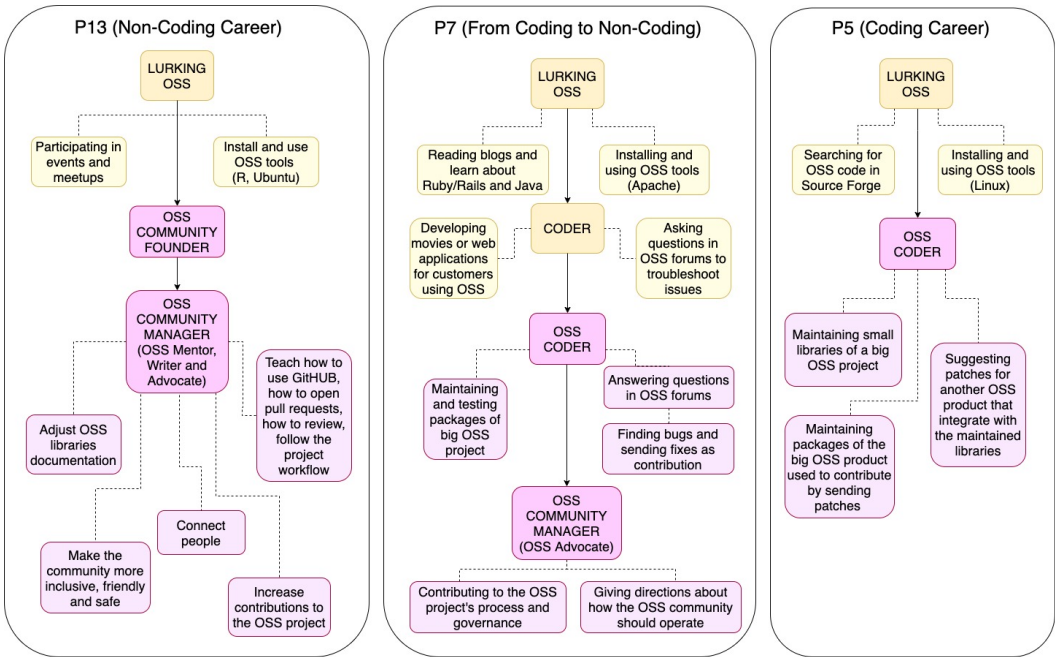 P13 (Non-Coding Career)
LURKING
OSS
Participating in
events and
meetups
Install and use
OSS tools
(R, Ubuntu)
OSS
COMMUNITY
FOUNDER
OSS
COMMUNITY
MANAGER
(OSS Mentor,
Writer and
Advocate)
Teach how to
use GitHUB,
how to open
pull requests,
how to review,
follow the
project
workflow
Adjust OSS
libraries
documentation
Connect
people
Make the
community more
inclusive, friendly
and safe
Increase
contributions to
the OSS project
P7 (From Coding to Non-Coding)
LURKING
OSS
Reading blogs and
learn about
Ruby/Rails and Java
Installing and
using OSS tools
(Apache)
CODER
Developing
movies or web
applications
for customers
using OSS
Asking
questions in
OSS forums to
troubleshoot
issues
OSS
CODER
Maintaining
and testing
packages of
big OSS
project
Answering questions
in OSS forums
Finding bugs and
sending fixes as
contribution
OSS
COMMUNITY
MANAGER
(OSS Advocate)
Contributing to the OSS
project's process and
governance
Giving directions about
how the OSS community
should operate
P5 (Coding Career)
LURKING
OSS
Searching for
OSS code in
Source Forge
Installing and
using OSS tools
(Linux)
OSS
CODER
Maintaining small
libraries of a big
OSS project
Suggesting
patches for
another OSS
product that
integrate with
the maintained
libraries
Maintaining
packages of the
big OSS product
used to contribute
by sending
patches